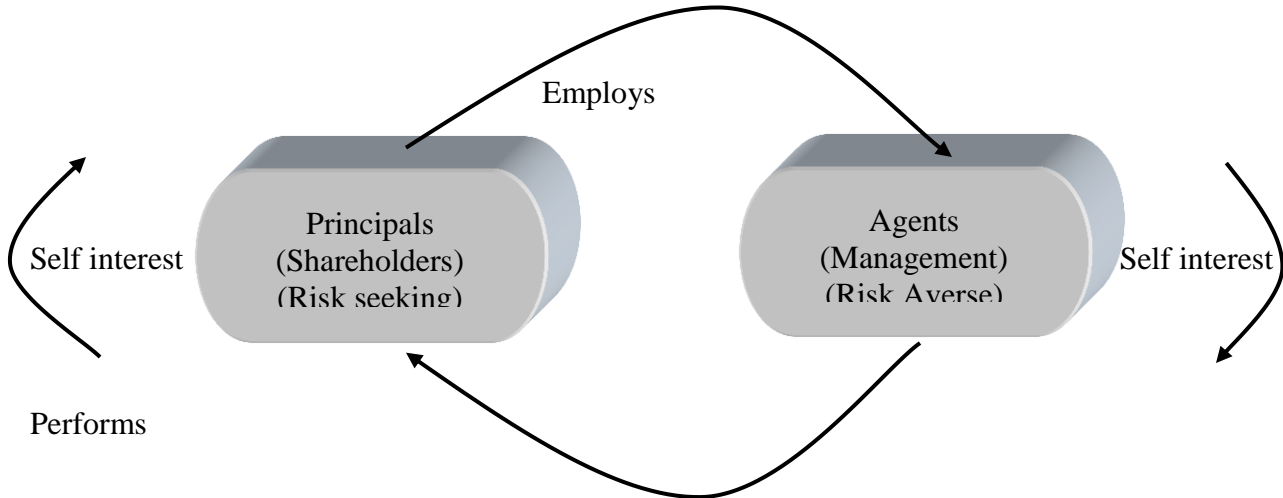 Employs
Principals
(Shareholders)
(Risk seeking)
Agents
(Management)
(Risk Averse)
Self interest
Self interest
Performs